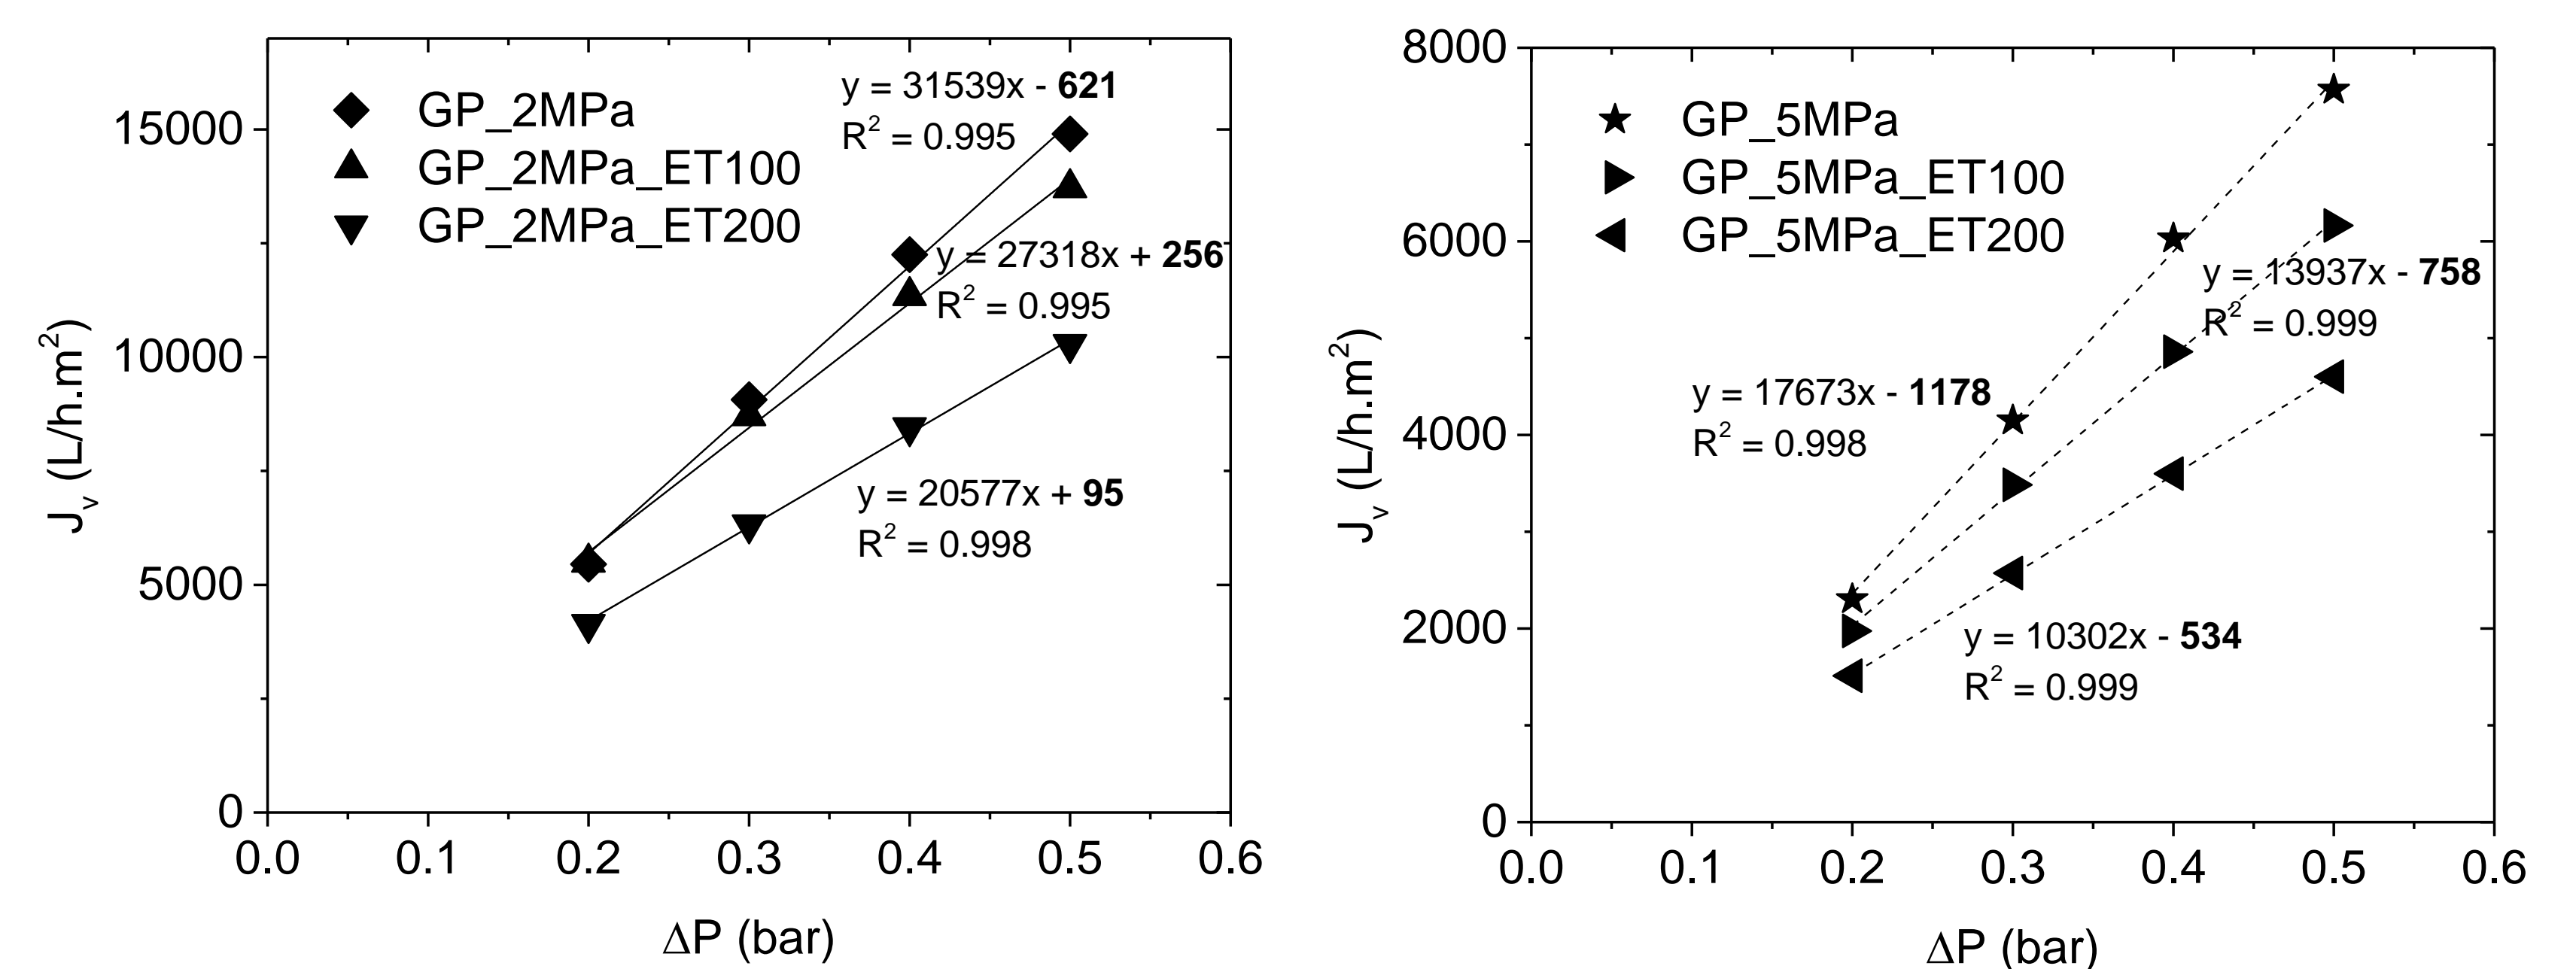 GP_2MPa
GP_2MPa_ET100
GP_2MPa_ET200
y = 31539x - 621
R² = 0.995
y = 27318x + 256
R² = 0.995
y = 20577x + 95
R² = 0.998
15000
10000
5000
0
0.0 0.1 0.2 0.3 0.4 0.5 0.6
Jᵥ (L/h.m²)
ΔP (bar)
GP_5MPa
GP_5MPa_ET100
GP_5MPa_ET200
y = 13937x - 758
R² = 0.999
y = 17673x - 1178
R² = 0.998
y = 10302x - 534
R² = 0.999
8000
6000
4000
2000
0
0.0 0.1 0.2 0.3 0.4 0.5 0.6
Jᵥ (L/h.m²)
ΔP (bar)